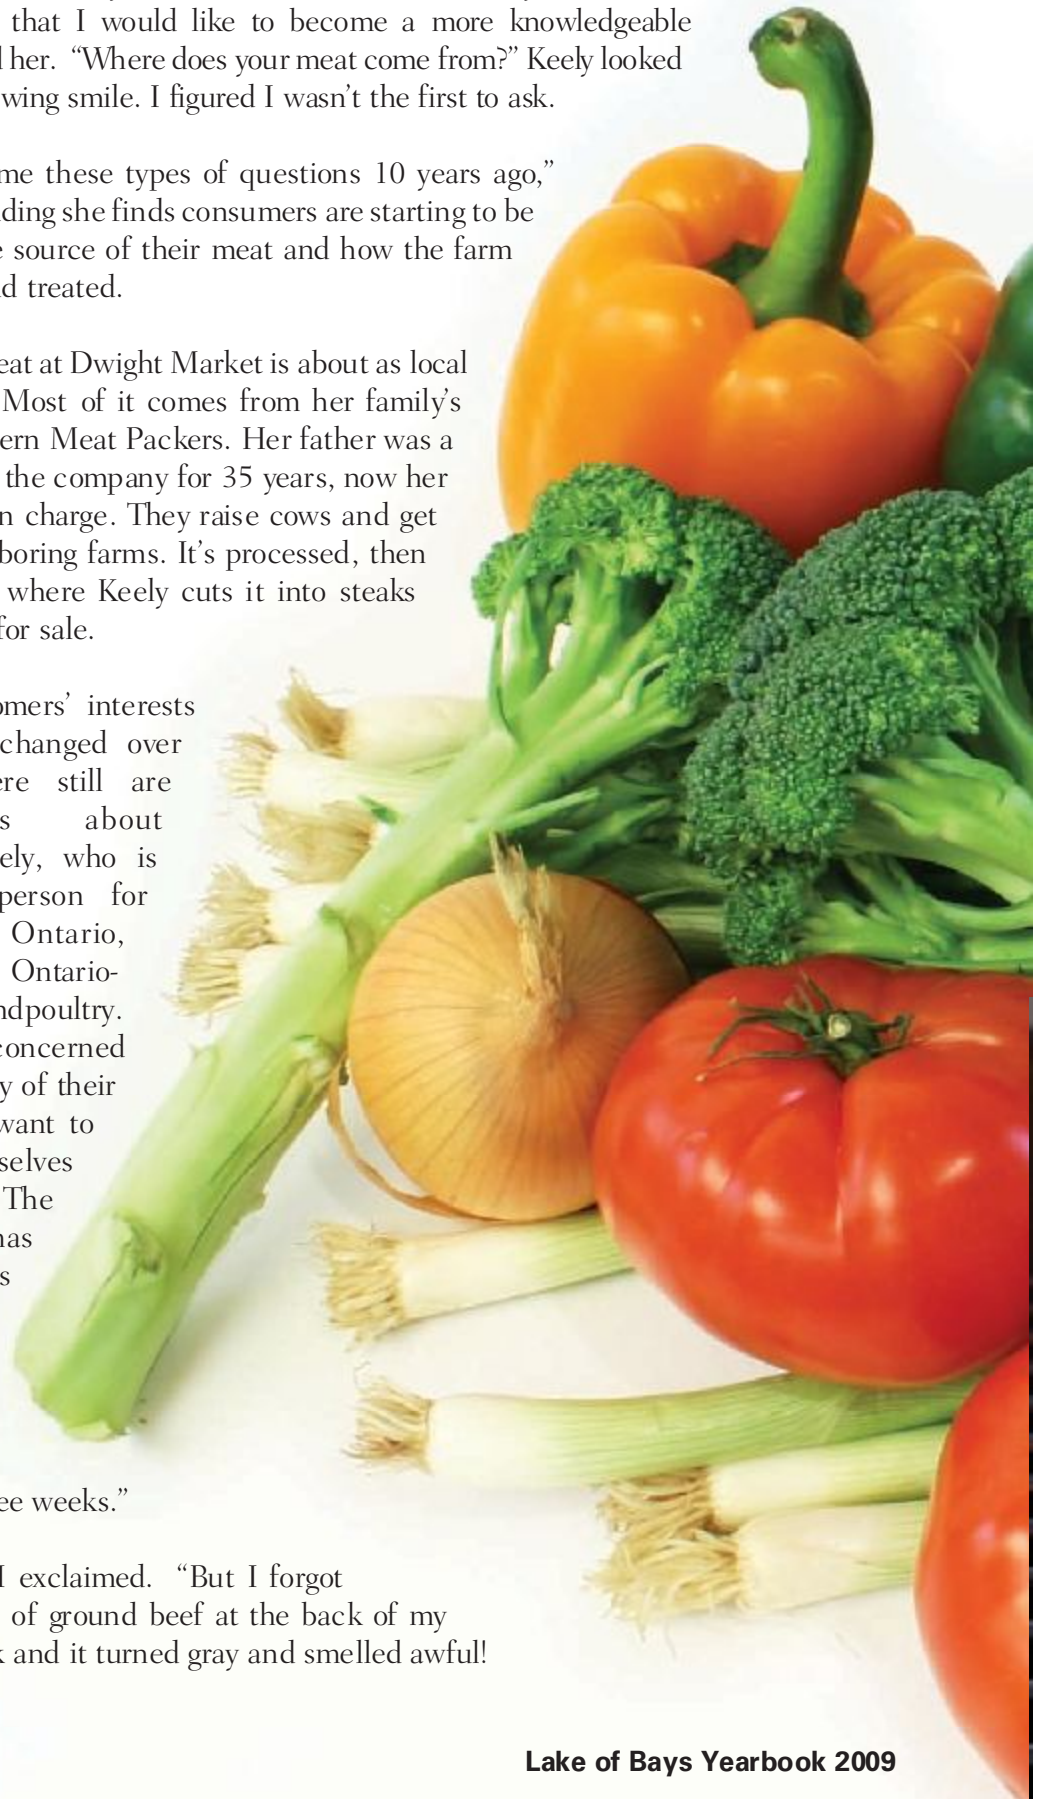 that I would like to become a more knowledgeable
her. “Where does your meat come from?” Keely looked
wing smile. I figured I wasn’t the first to ask.
me these types of questions 10 years ago,”
ding she finds consumers are starting to be
source of their meat and how the farm
d treated.
eat at Dwight Market is about as local
Most of it comes from her family’s
ern Meat Packers. Her father was a
the company for 35 years, now her
n charge. They raise cows and get
boring farms. It’s processed, then
where Keely cuts it into steaks
for sale.
omers’ interests
changed over
ere still are
s about
ely, who is
person for
Ontario,
Ontario-
ndpoultry.
concerned
y of their
want to
selves
The
has
s
ee weeks.”
I exclaimed. “But I forgot
of ground beef at the back of my
and it turned gray and smelled awful!
Lake of Bays Yearbook 2009